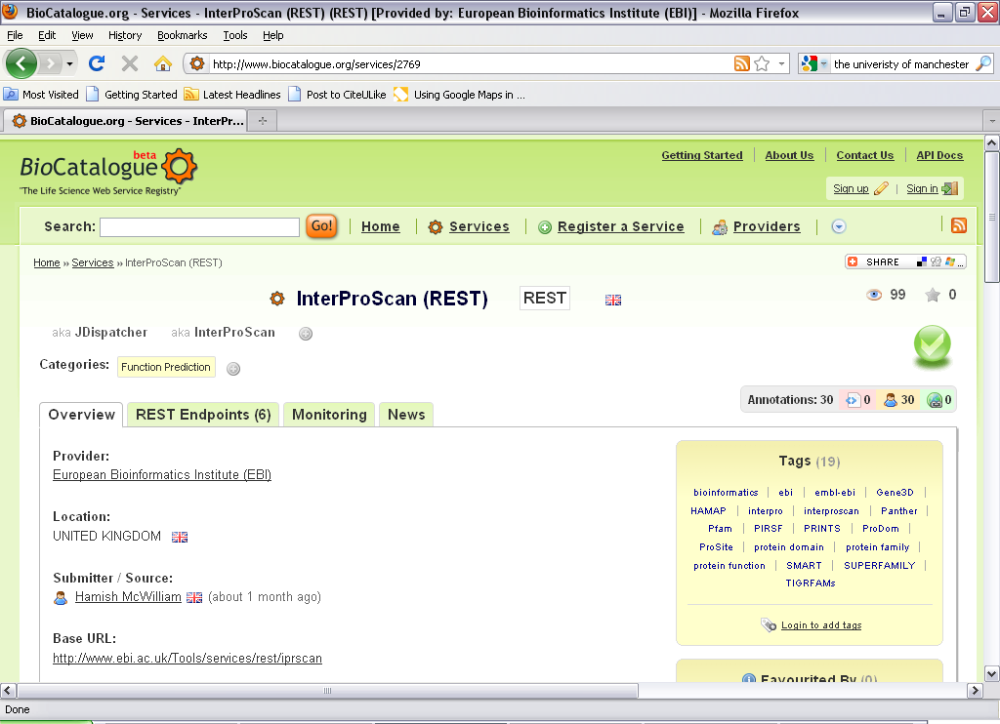 BioCatalogue.org - Services - InterProScan (REST) (REST) [Provided by: European Bioinformatics Institute (EBI)] - Mozilla Firefox
File Edit View History Bookmarks Tools Help
http://www.biocatalogue.org/services/2769 the univeristy of manchester
Most Visited Getting Started Latest Headlines Post to CiteULike Using Google Maps in ...
BioCatalogue.org - Services - InterPr...
beta
BioCatalogue
"The Life Science Web Service Registry"
Getting Started About Us Contact Us API Docs
Sign up Sign in
Search: Go! Home Services Register a Service Providers
Home » Services » InterProScan (REST)
SHARE ...
InterProScan (REST) REST
99 0
aka JDispatcher aka InterProScan
Categories: Function Prediction
Annotations: 30 0 30 0
Overview REST Endpoints (6) Monitoring News
Provider:
European Bioinformatics Institute (EBI)
Location:
UNITED KINGDOM
Submitter / Source:
Hamish McWilliam (about 1 month ago)
Base URL:
http://www.ebi.ac.uk/Tools/services/rest/iprscan
Tags (19)
bioinformatics | ebi | embl-ebi | Gene3D |
HAMAP | interpro | interproscan | Panther |
Pfam | PIRSF | PRINTS | ProDom |
ProSite | protein domain | protein family |
protein function | SMART | SUPERFAMILY |
TIGRFAMs
Login to add tags
Favourited By (0)
Done